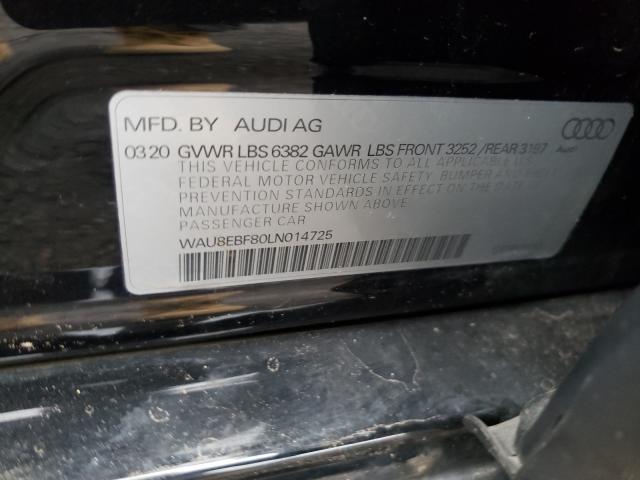 MFD. BY AUDI AG
03 20 GVWR LBS 6382 GAWR LBS FRONT 3252 /REAR 3197 Audi
THIS VEHICLE CONFORMS TO ALL APPLICABLE U.S.
FEDERAL MOTOR VEHICLE SAFETY, BUMPER AND THEFT
PREVENTION STANDARDS IN EFFECT ON THE DATE OF
MANUFACTURE SHOWN ABOVE
PASSENGER CAR
WAU8EBF80LN014725